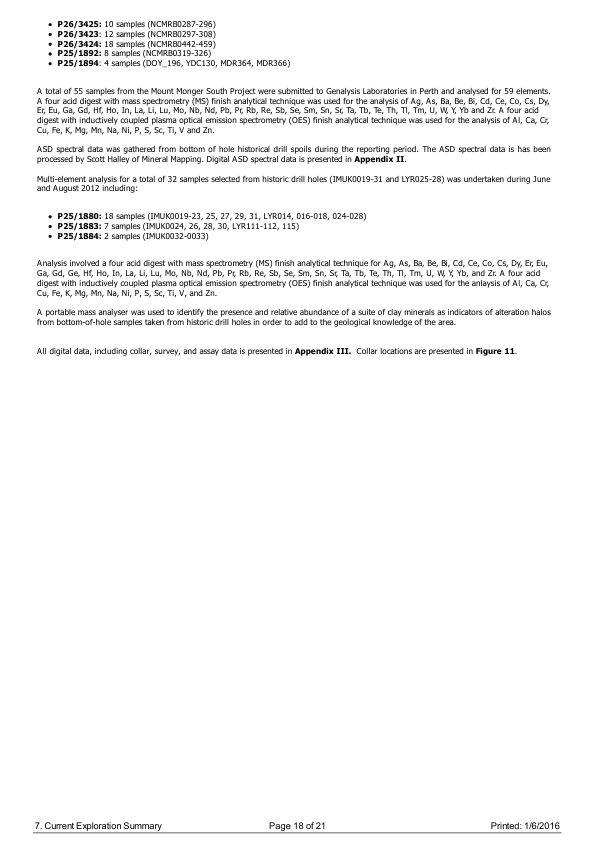 • P26/3425: 10 samples (NCMRB0287-296)
• P26/3423: 12 samples (NCMRB0297-308)
• P26/3424: 18 samples (NCMRB0442-459)
• P25/1892: 8 samples (NCMRB0319-326)
• P25/1894: 4 samples (DOY_196, YDC130, MDR364, MDR366)
A total of 55 samples from the Mount Monger South Project were submitted to Genalysis Laboratories in Perth and analysed for 59 elements.
A four acid digest with mass spectrometry (MS) finish analytical technique was used for the analysis of Ag, As, Ba, Be, Bi, Cd, Ce, Co, Cs, Dy,
Er, Eu, Ga, Gd, Hf, Ho, In, La, Li, Lu, Mo, Nb, Nd, Pb, Pr, Rb, Re, Sb, Se, Sm, Sn, Sr, Ta, Tb, Te, Th, Tl, Tm, U, W, Y, Yb and Zr. A four acid
digest with inductively coupled plasma optical emission spectrometry (OES) finish analytical technique was used for the analysis of Al, Ca, Cr,
Cu, Fe, K, Mg, Mn, Na, Ni, P, S, Sc, Ti, V and Zn.
ASD spectral data was gathered from bottom of hole historical drill spoils during the reporting period. The ASD spectral data is has been
processed by Scott Halley of Mineral Mapping. Digital ASD spectral data is presented in Appendix II.
Multi-element analysis for a total of 32 samples selected from historic drill holes (IMUK0019-31 and LYR025-28) was undertaken during June
and August 2012 including:
• P25/1880: 18 samples (IMUK0019-23, 25, 27, 29, 31, LYR014, 016-018, 024-028)
• P25/1883: 7 samples (IMUK0024, 26, 28, 30, LYR111-112, 115)
• P25/1884: 2 samples (IMUK0032-0033)
Analysis involved a four acid digest with mass spectrometry (MS) finish analytical technique for Ag, As, Ba, Be, Bi, Cd, Ce, Co, Cs, Dy, Er, Eu,
Ga, Gd, Ge, Hf, Ho, In, La, Li, Lu, Mo, Nb, Nd, Pb, Pr, Rb, Re, Sb, Se, Sm, Sn, Sr, Ta, Tb, Te, Th, Tl, Tm, U, W, Y, Yb, and Zr. A four acid
digest with inductively coupled plasma optical emission spectrometry (OES) finish analytical technique was used for the anlaysis of Al, Ca, Cr,
Cu, Fe, K, Mg, Mn, Na, Ni, P, S, Sc, Ti, V, and Zn.
A portable mass analyser was used to identify the presence and relative abundance of a suite of clay minerals as indicators of alteration halos
from bottom-of-hole samples taken from historic drill holes in order to add to the geological knowledge of the area.
All digital data, including collar, survey, and assay data is presented in Appendix III. Collar locations are presented in Figure 11.
7. Current Exploration Summary Page 18 of 21 Printed: 1/6/2016